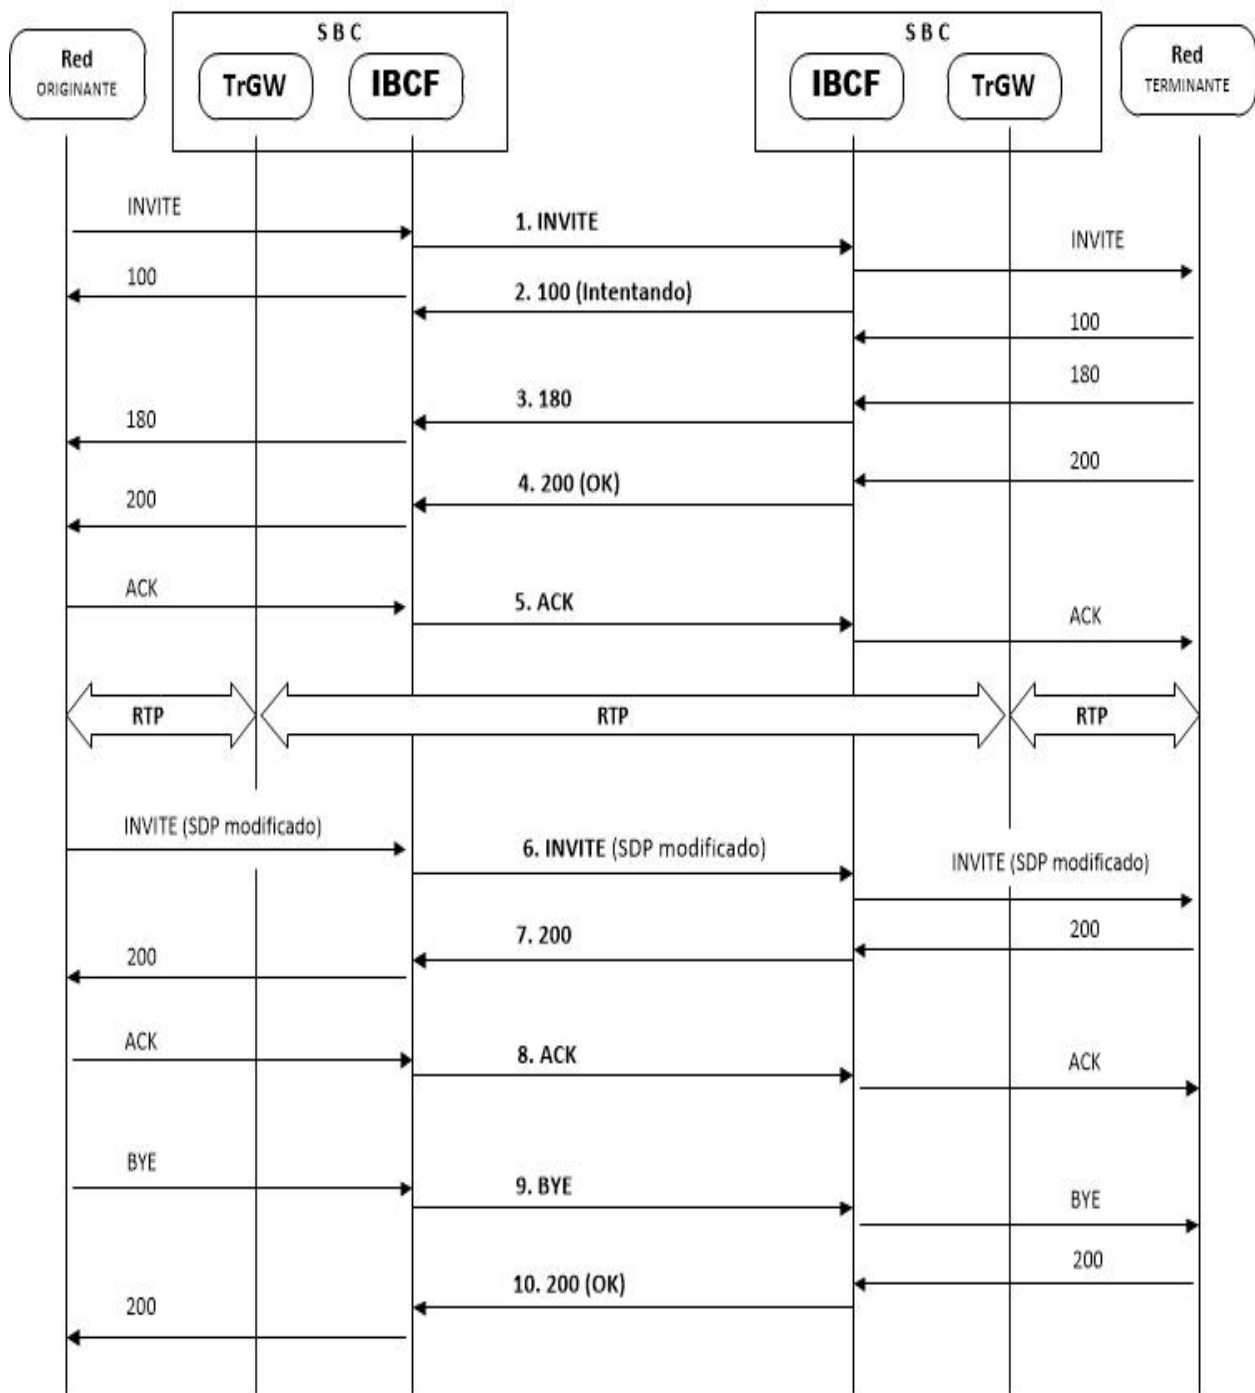 S B C
S B C
Red
ORIGINANTE
TrGW
IBCF
IBCF
TrGW
Red
TERMINANTE
INVITE
1. INVITE
INVITE
100
2. 100 (Intentando)
100
180
3. 180
180
200
4. 200 (OK)
200
ACK
5. ACK
ACK
RTP
RTP
RTP
INVITE (SDP modificado)
6. INVITE (SDP modificado)
INVITE (SDP modificado)
200
7. 200
200
ACK
8. ACK
ACK
BYE
9. BYE
BYE
200
10. 200 (OK)
200